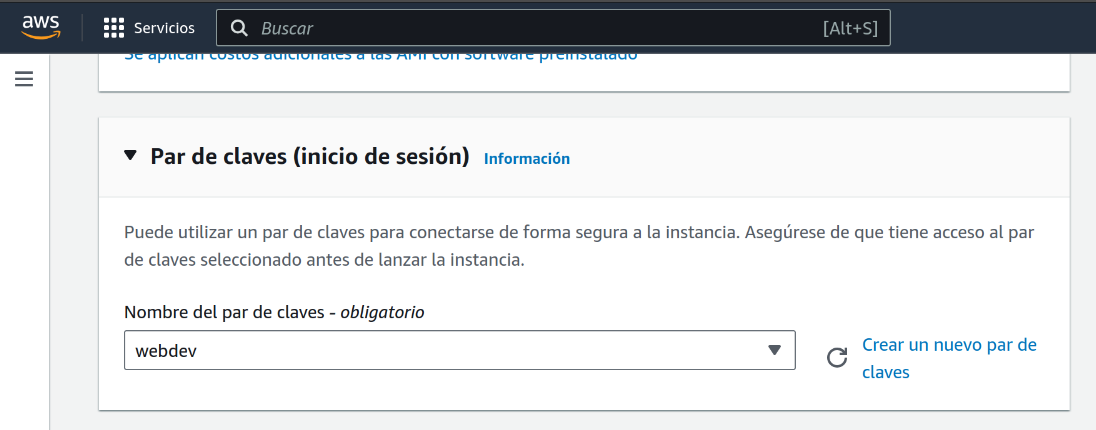 aws
Servicios
Buscar
[Alt+S]
Se aplican costos adicionales a las AMI con software preinstalado
Par de claves (inicio de sesión)
Información
Puede utilizar un par de claves para conectarse de forma segura a la instancia. Asegúrese de que tiene acceso al par
de claves seleccionado antes de lanzar la instancia.
Nombre del par de claves - obligatorio
webdev
Crear un nuevo par de
claves